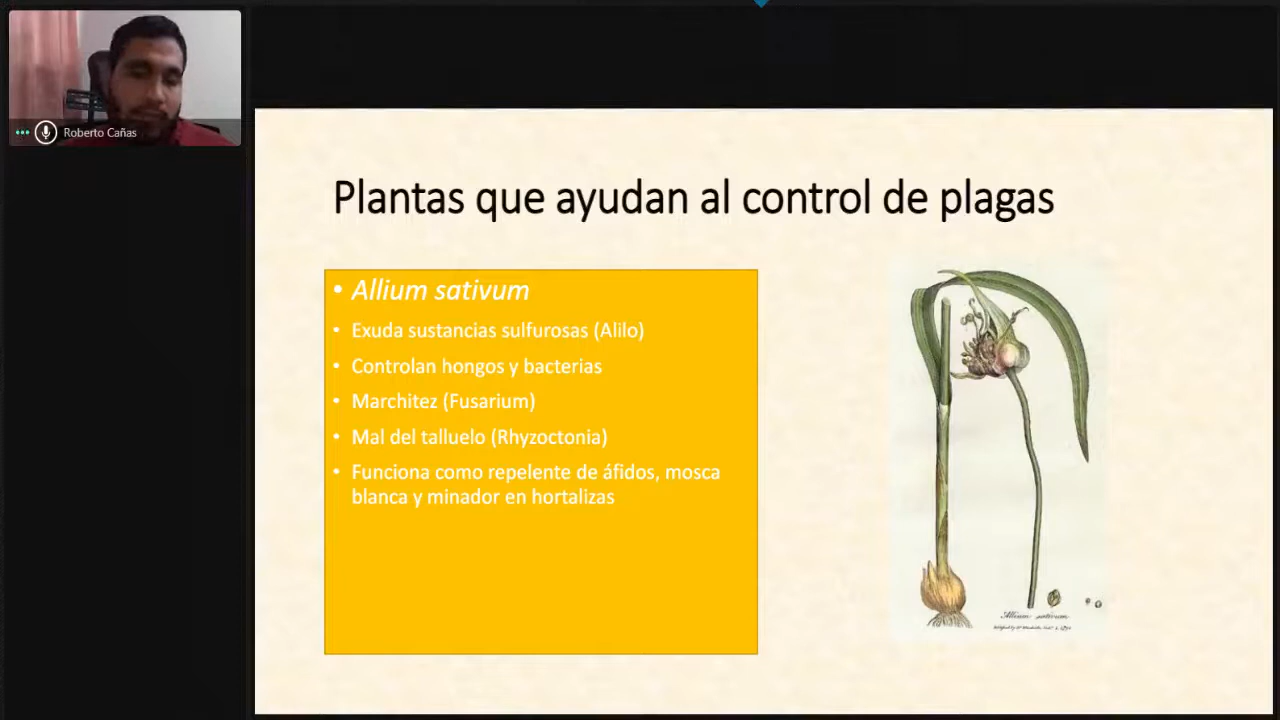 Roberto Cañas
Plantas que ayudan al control de plagas
• Allium sativum
• Exuda sustancias sulfurosas (Alilo)
• Controlan hongos y bacterias
• Marchitez (Fusarium)
• Mal del talluelo (Rhyzoctonia)
• Funciona como repelente de áfidos, mosca
blanca y minador en hortalizas
Allium sativum